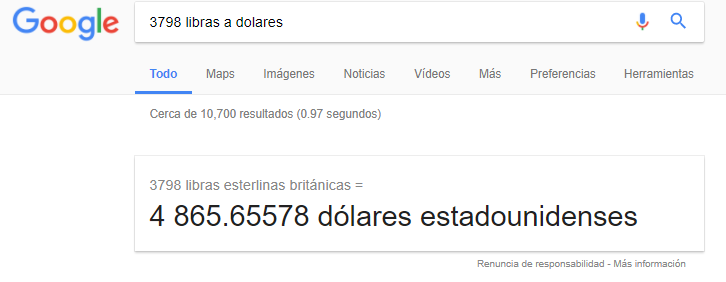 Google 3798 libras a dolares
Todo Maps Imágenes Noticias Vídeos Más Preferencias Herramientas
Cerca de 10,700 resultados (0.97 segundos)
3798 libras esterlinas británicas =
4 865.65578 dólares estadounidenses
Renuncia de responsabilidad - Más información